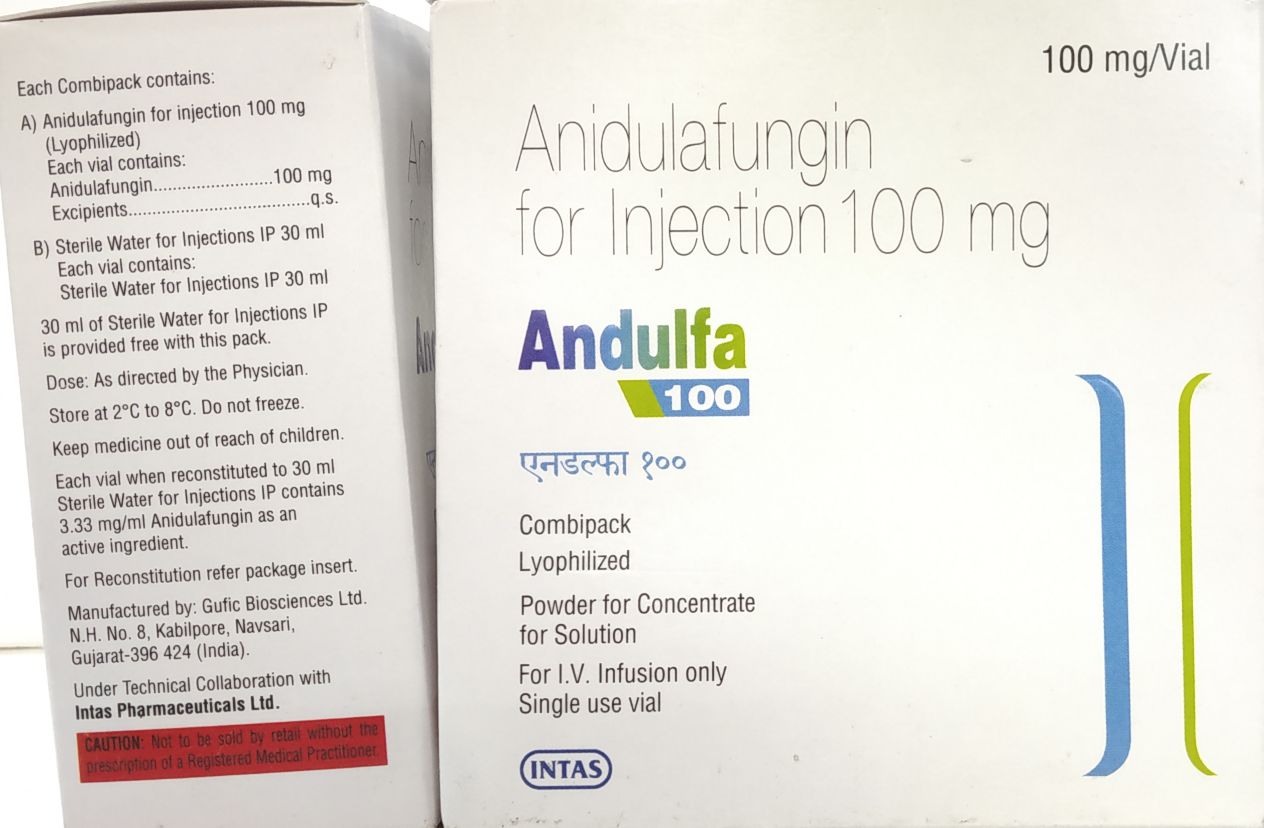 Each Combipack contains:
A) Anidulafungin for injection 100 mg
(Lyophilized)
Each vial contains:
Anidulafungin.........................100 mg
Excipients......................................q.s.
B) Sterile Water for Injections IP 30 ml
Each vial contains:
Sterile Water for Injections IP 30 ml
30 ml of Sterile Water for Injections IP
is provided free with this pack.
Dose: As directed by the Physician.
Store at 2°C to 8°C. Do not freeze.
Keep medicine out of reach of children.
Each vial when reconstituted to 30 ml
Sterile Water for Injections IP contains
3.33 mg/ml Anidulafungin as an
active ingredient.
For Reconstitution refer package insert.
Manufactured by: Gufic Biosciences Ltd.
N.H. No. 8, Kabilpore, Navsari,
Gujarat-396 424 (India).
Under Technical Collaboration with
Intas Pharmaceuticals Ltd.
CAUTION: Not to be sold by retail without the
prescription of a Registered Medical Practitioner.
100 mg/Vial
Anidulafungin
for Injection 100 mg
Andulfa
100
एनडल्फा १००
Combipack
Lyophilized
Powder for Concentrate
for Solution
For I.V. Infusion only
Single use vial
INTAS